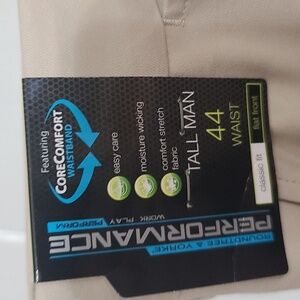 Featuring
CORECOMFORT
WAISTBAND
easy care
moisture wicking
comfort stretch
fabric
TALL MAN
44
WAIST
flat front
classic fit
WORK PLAY PERFORM
PERFORMANCE
ROUNDTREE & YORKE